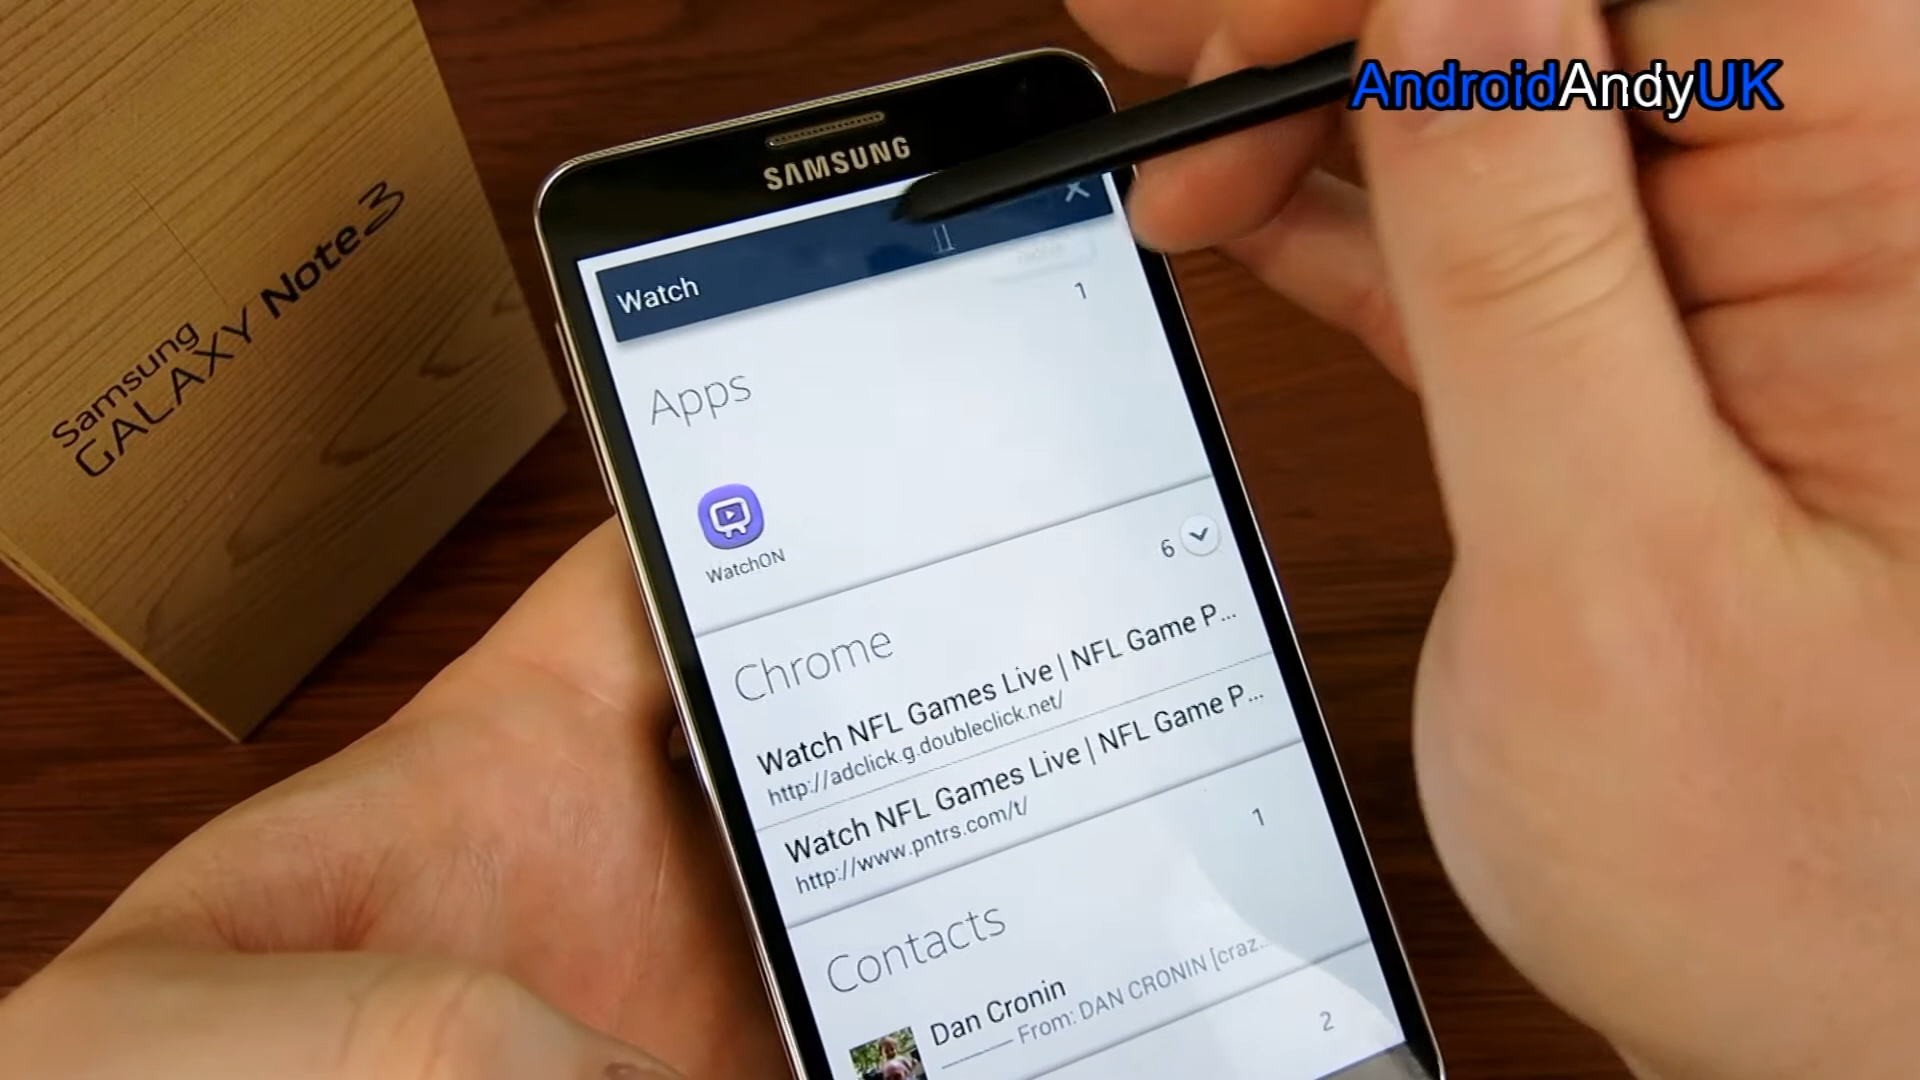 AndroidAndyUK
Samsung
GALAXY Note 3
SAMSUNG
Watch
1
Apps
WatchON
6
Chrome
Watch NFL Games Live | NFL Game P...
http://adclick.g.doubleclick.net/
Watch NFL Games Live | NFL Game P...
http://www.pntrs.com/t/
1
Contacts
Dan Cronin
From: DAN CRONIN [craz...
2